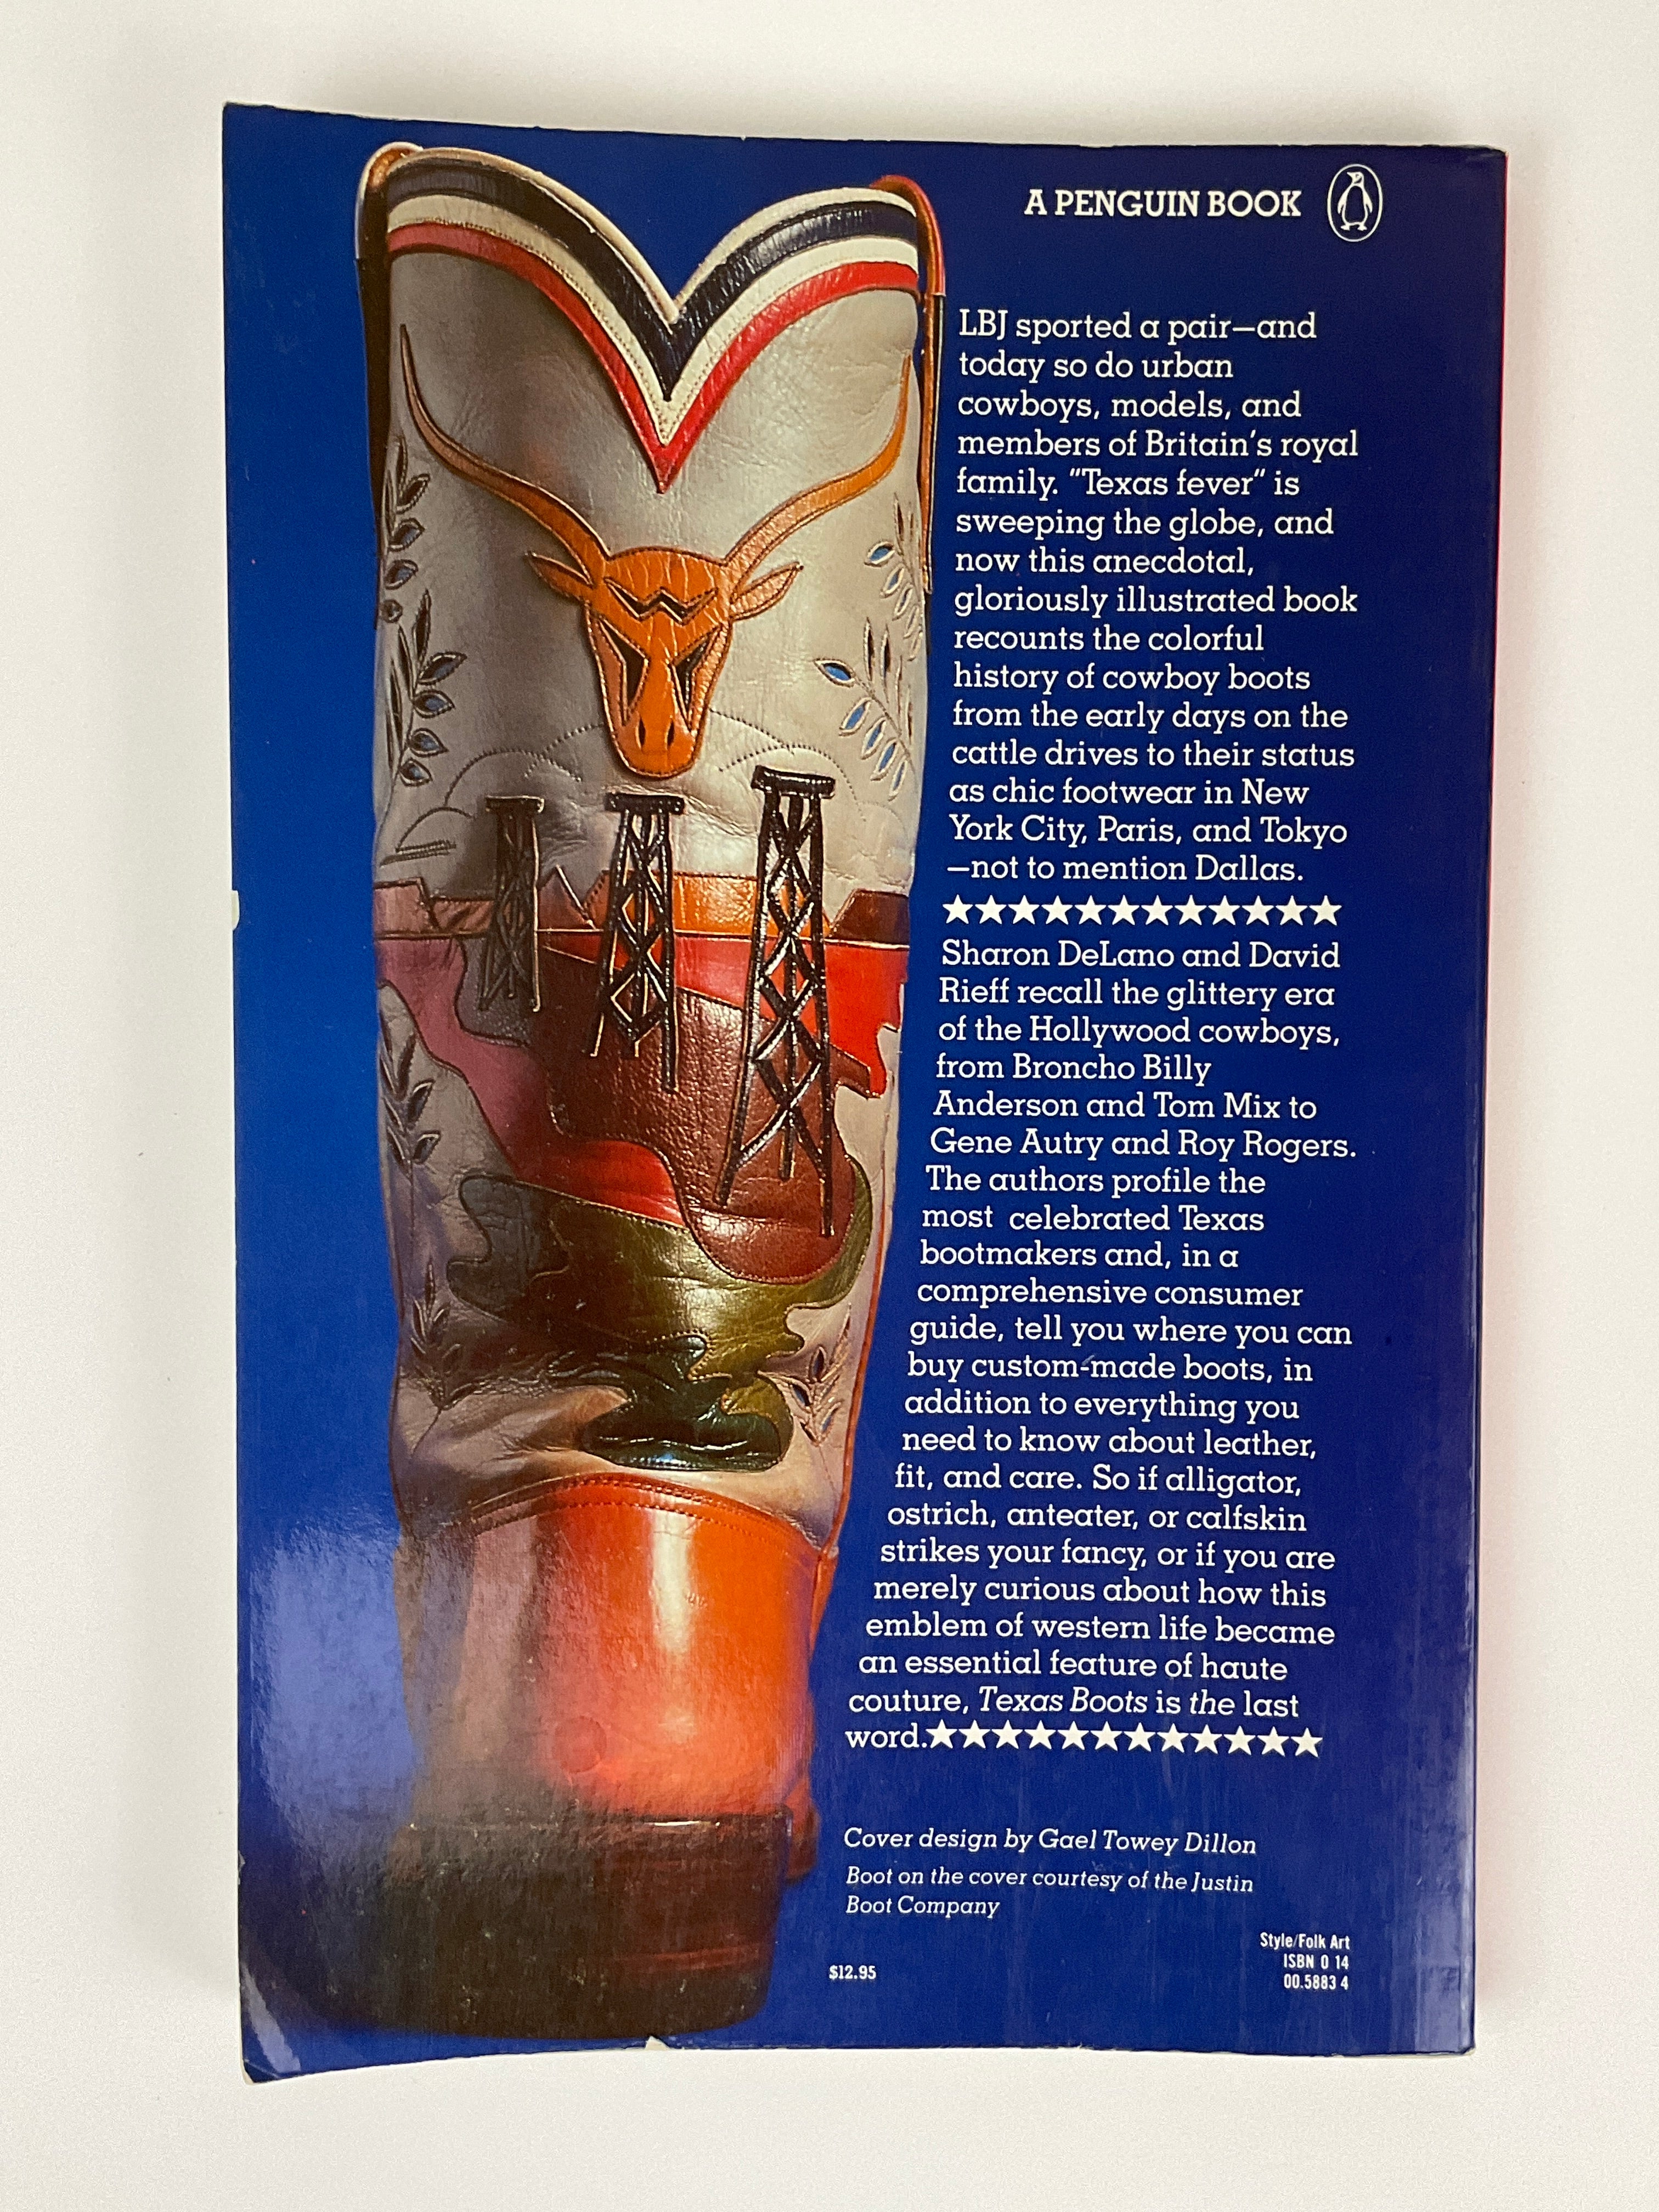 A PENGUIN BOOK
LBJ sported a pair—and
today so do urban
cowboys, models, and
members of Britain's royal
family. "Texas fever" is
sweeping the globe, and
now this anecdotal,
gloriously illustrated book
recounts the colorful
history of cowboy boots
from the early days on the
cattle drives to their status
as chic footwear in New
York City, Paris, and Tokyo
—not to mention Dallas.
★★★★★★★★★★★★
Sharon DeLano and David
Rieff recall the glittery era
of the Hollywood cowboys,
from Broncho Billy
Anderson and Tom Mix to
Gene Autry and Roy Rogers.
The authors profile the
most celebrated Texas
bootmakers and, in a
comprehensive consumer
guide, tell you where you can
buy custom-made boots, in
addition to everything you
need to know about leather,
fit, and care. So if alligator,
ostrich, anteater, or calfskin
strikes your fancy, or if you are
merely curious about how this
emblem of western life became
an essential feature of haute
couture, Texas Boots is the last
word.★★★★★★★★★★★★
Cover design by Gael Towey Dillon
Boot on the cover courtesy of the Justin
Boot Company
Style/Folk Art
ISBN 0 14
00.5883 4
$12.95